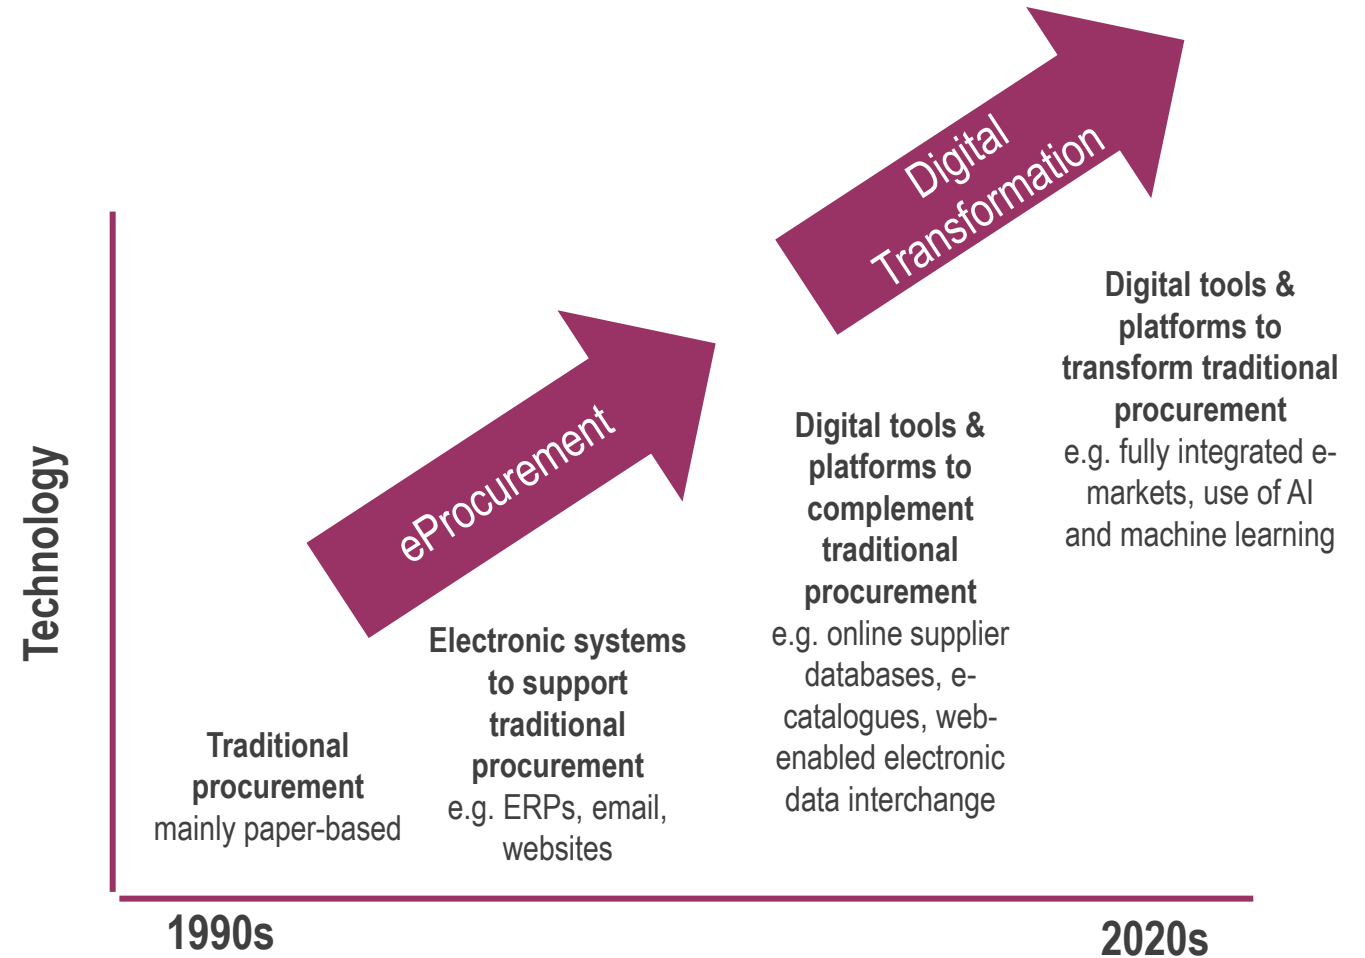 Technology
Digital
Transformation
eProcurement
Traditional
procurement
mainly paper-based
Electronic systems
to support
traditional
procurement
e.g. ERPs, email,
websites
Digital tools &
platforms to
complement
traditional
procurement
e.g. online supplier
databases, e-
catalogues, web-
enabled electronic
data interchange
Digital tools &
platforms to
transform traditional
procurement
e.g. fully integrated e-
markets, use of AI
and machine learning
1990s
2020s